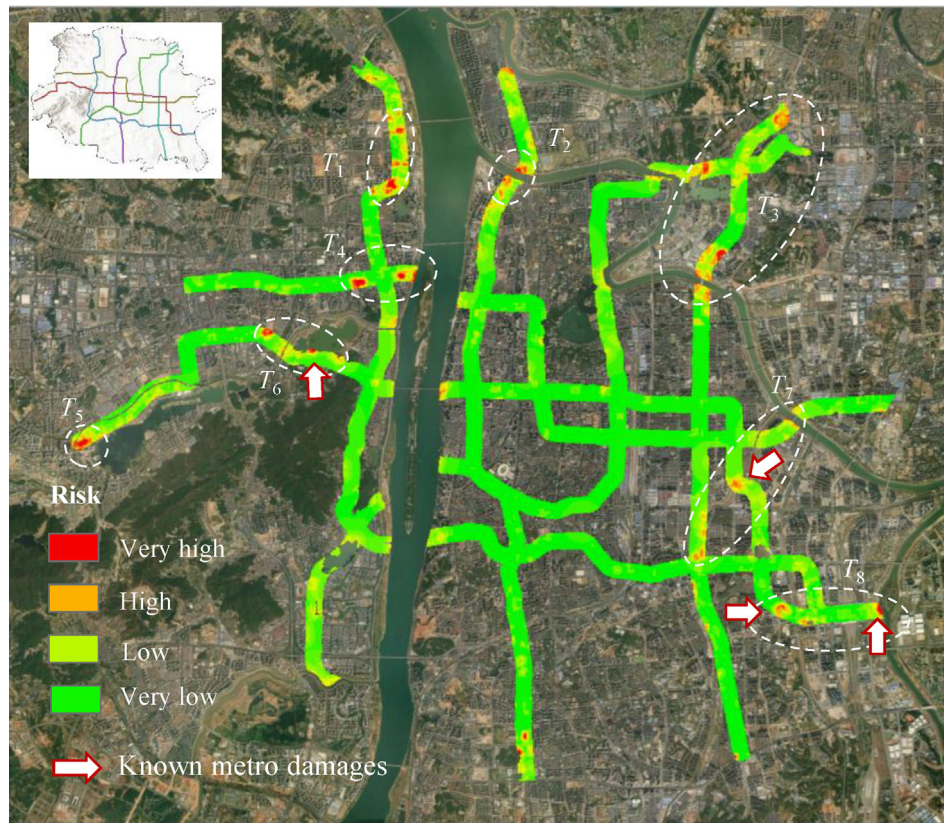 T1
T2
T3
T4
T5
T6
T7
T8
Risk
Very high
High
Low
Very low
Known metro damages